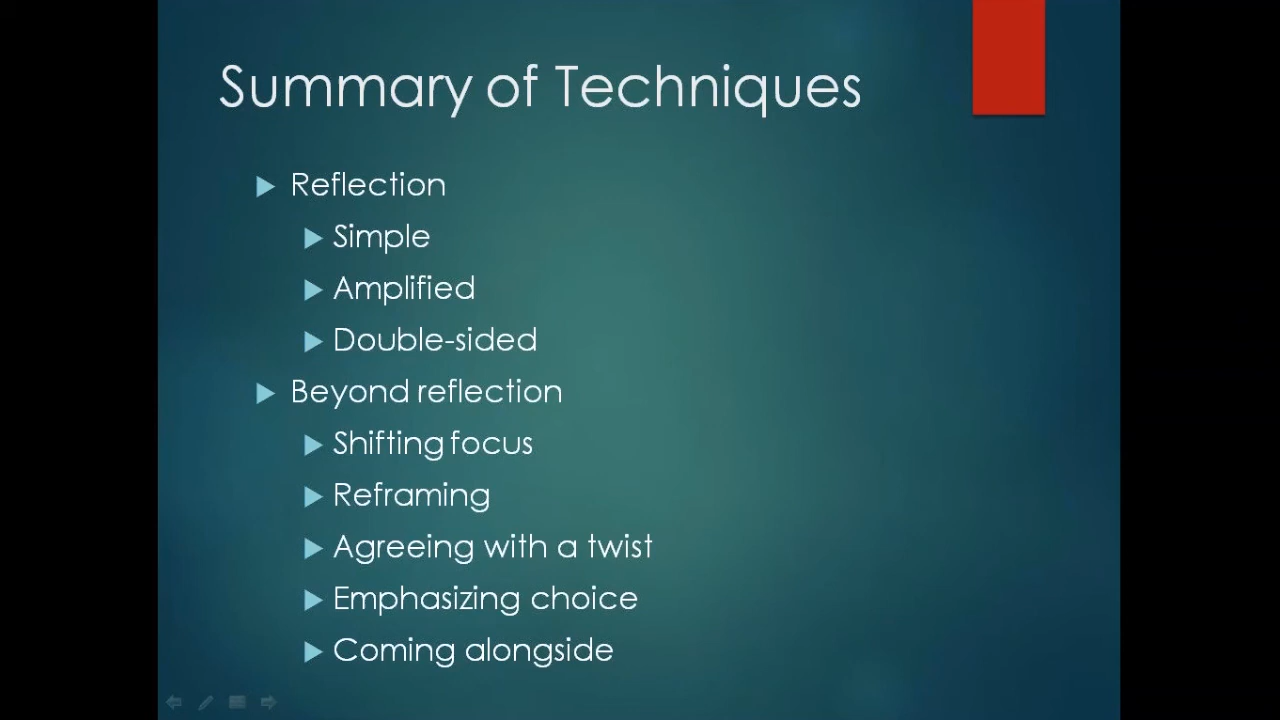 Summary of Techniques
Reflection
Simple
Amplified
Double-sided
Beyond reflection
Shifting focus
Reframing
Agreeing with a twist
Emphasizing choice
Coming alongside